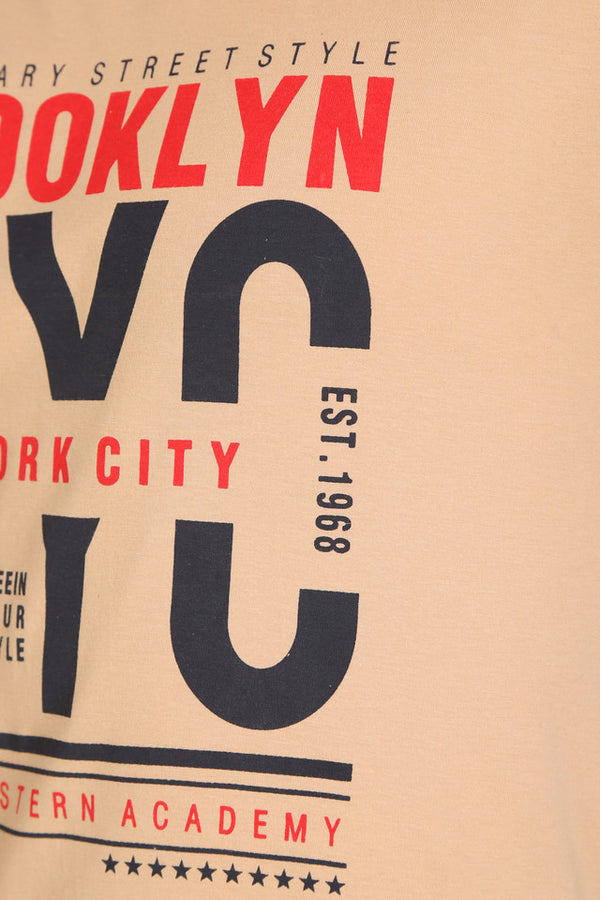 ARY STREET STYLE
OOKLYN
YC
EST. 1968
ORK CITY
EEIN
UR
YLE
STERN ACADEMY
★★★★★★★★★★